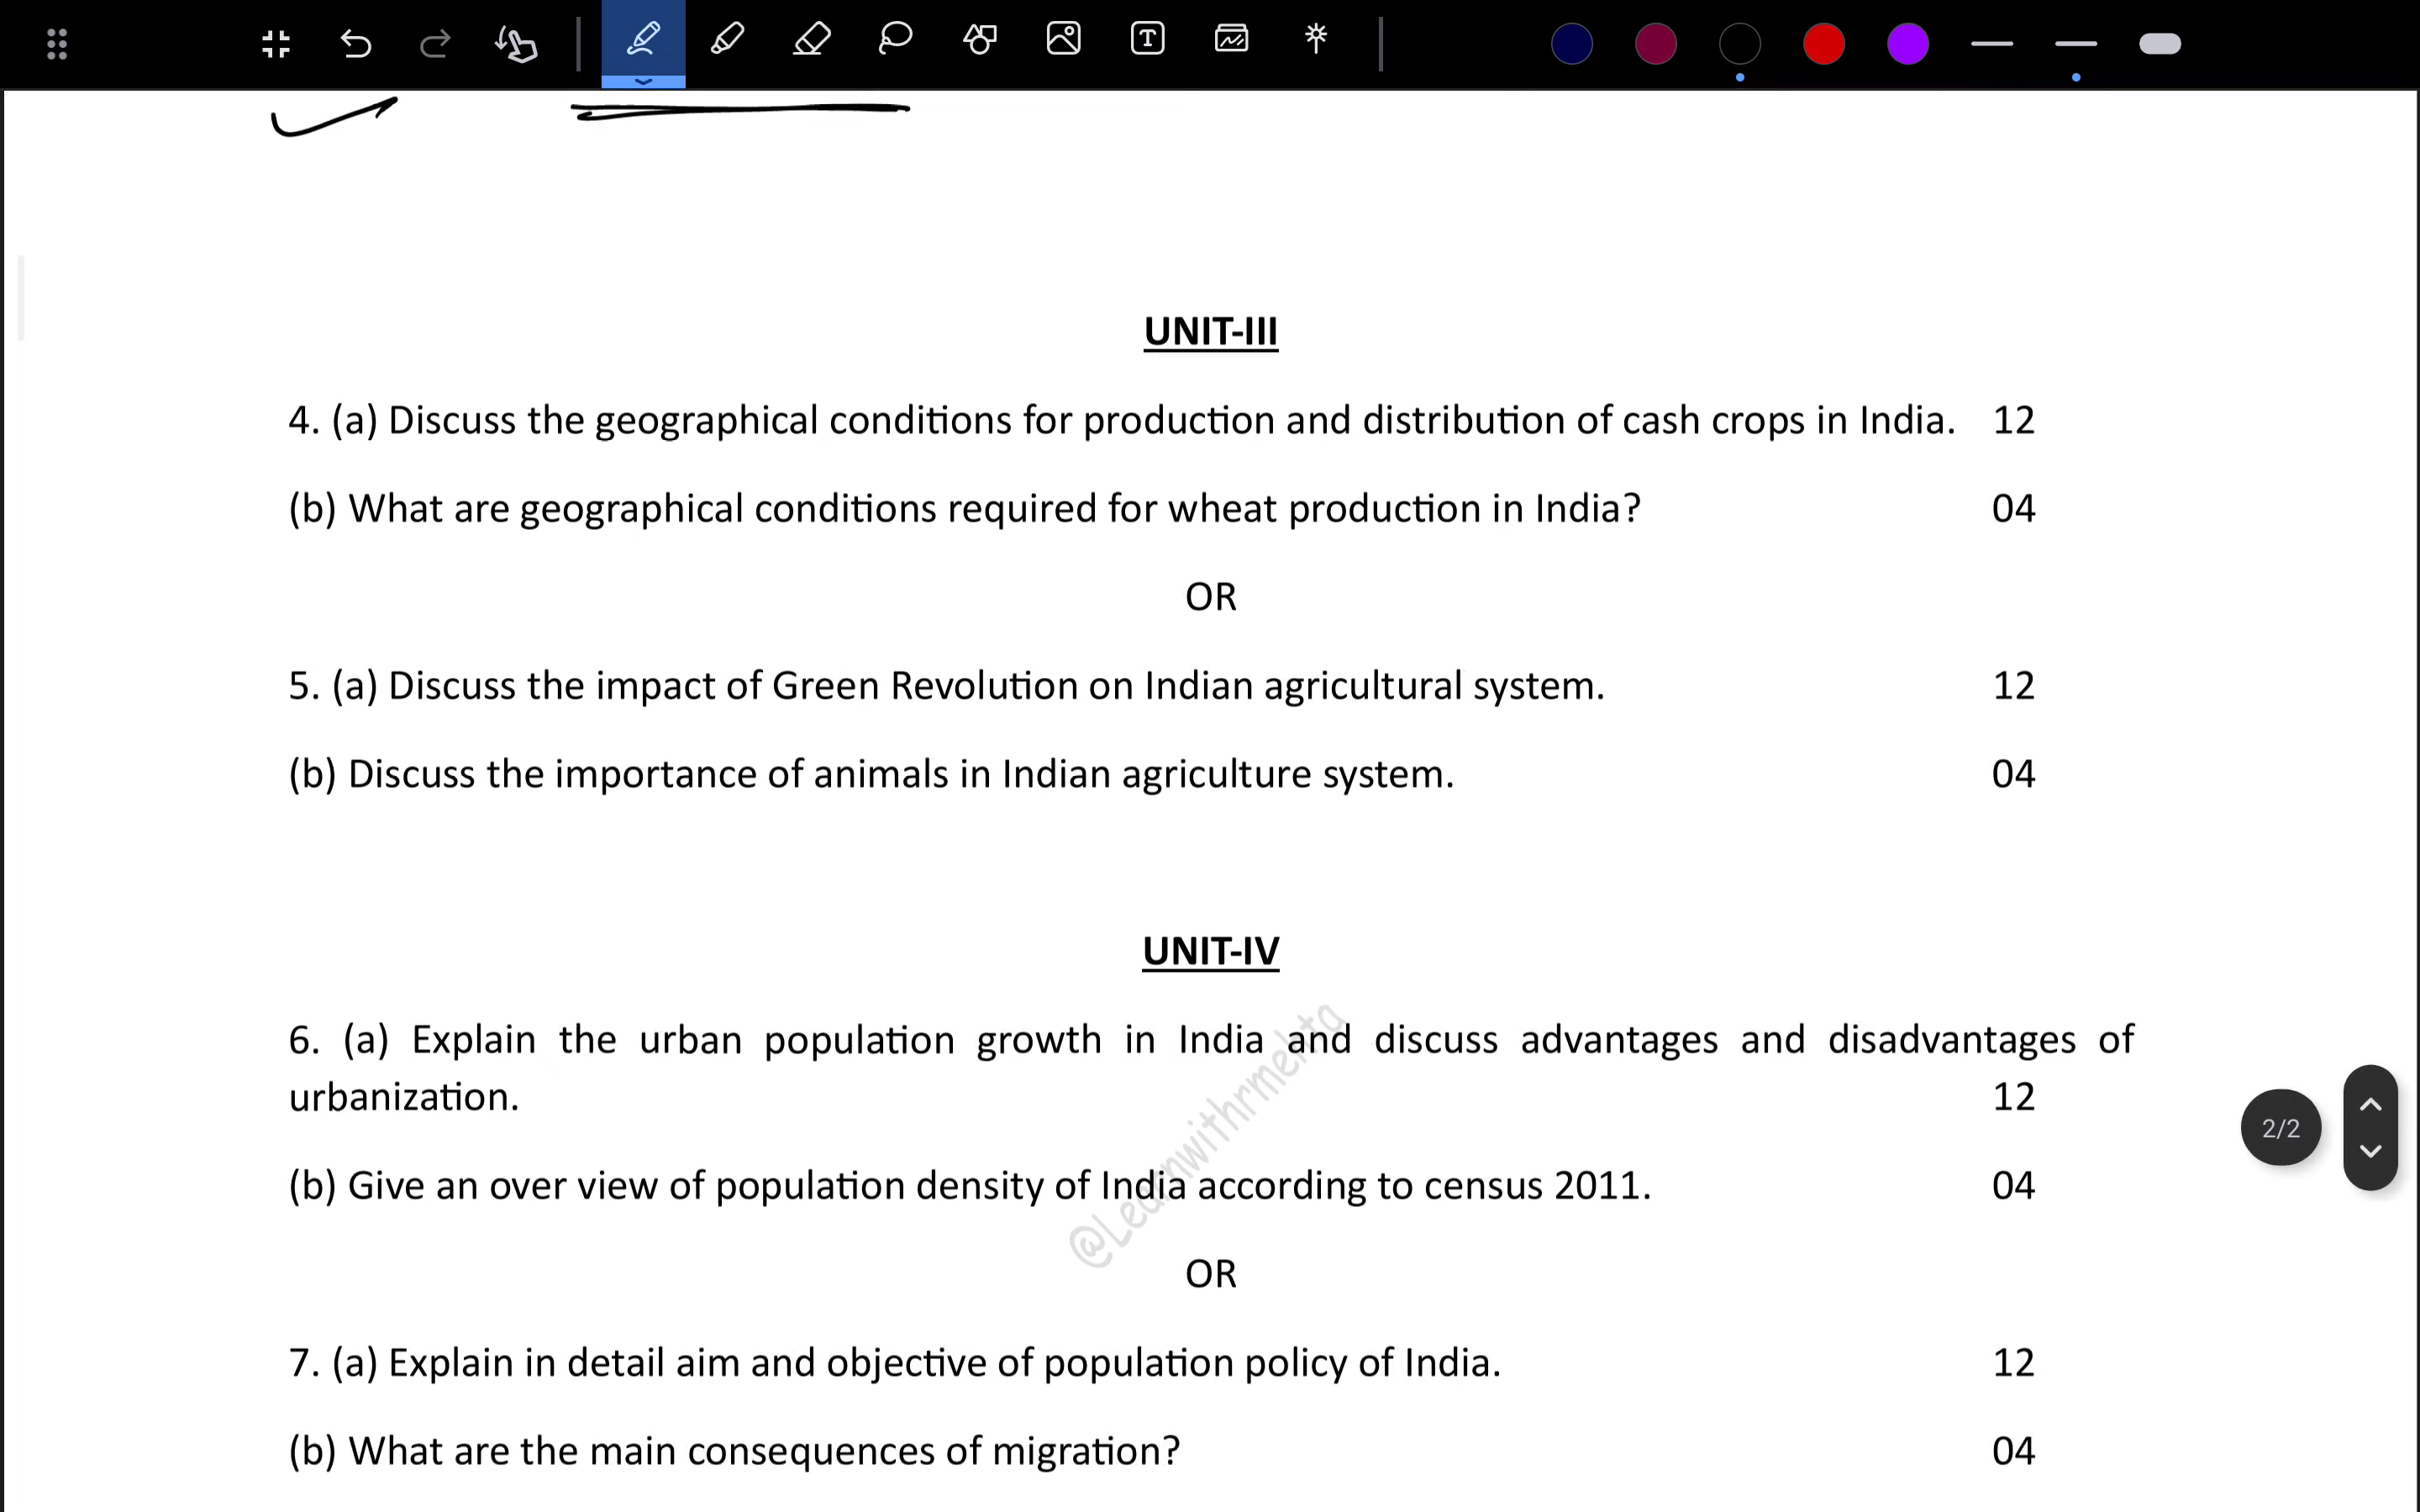 UNIT-III
4. (a) Discuss the geographical conditions for production and distribution of cash crops in India. 12
(b) What are geographical conditions required for wheat production in India? 04
OR
5. (a) Discuss the impact of Green Revolution on Indian agricultural system. 12
(b) Discuss the importance of animals in Indian agriculture system. 04
UNIT-IV
6. (a) Explain the urban population growth in India and discuss advantages and disadvantages of
urbanization. 12
(b) Give an over view of population density of India according to census 2011. 04
@Learnwithrmehta
2/2
OR
7. (a) Explain in detail aim and objective of population policy of India. 12
(b) What are the main consequences of migration? 04